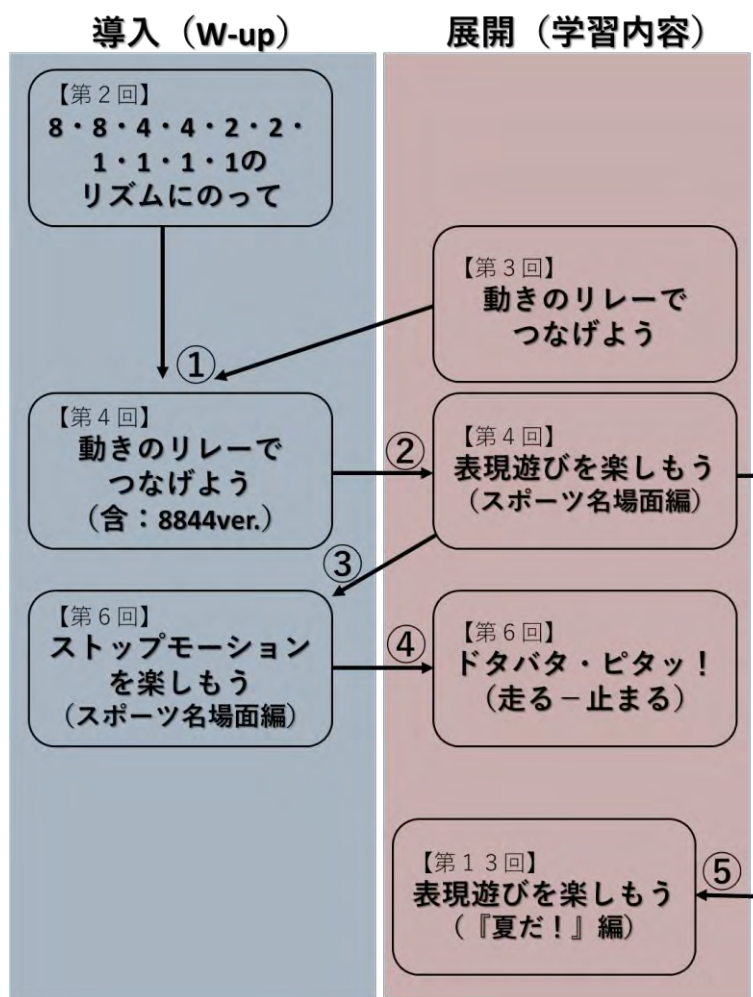 導入（W-up）
展開（学習内容）
【第２回】
8・8・4・4・2・2・
1・1・1・1の
リズムにのって
【第３回】
動きのリレーで
つなげよう
①
【第４回】
動きのリレーで
つなげよう
（含：8844ver.）
②
【第４回】
表現遊びを楽しもう
（スポーツ名場面編）
③
【第６回】
ストップモーション
を楽しもう
（スポーツ名場面編）
④
【第６回】
ドタバタ・ピタッ！
（走る－止まる）
【第１３回】
表現遊びを楽しもう
（『夏だ！』編）
⑤